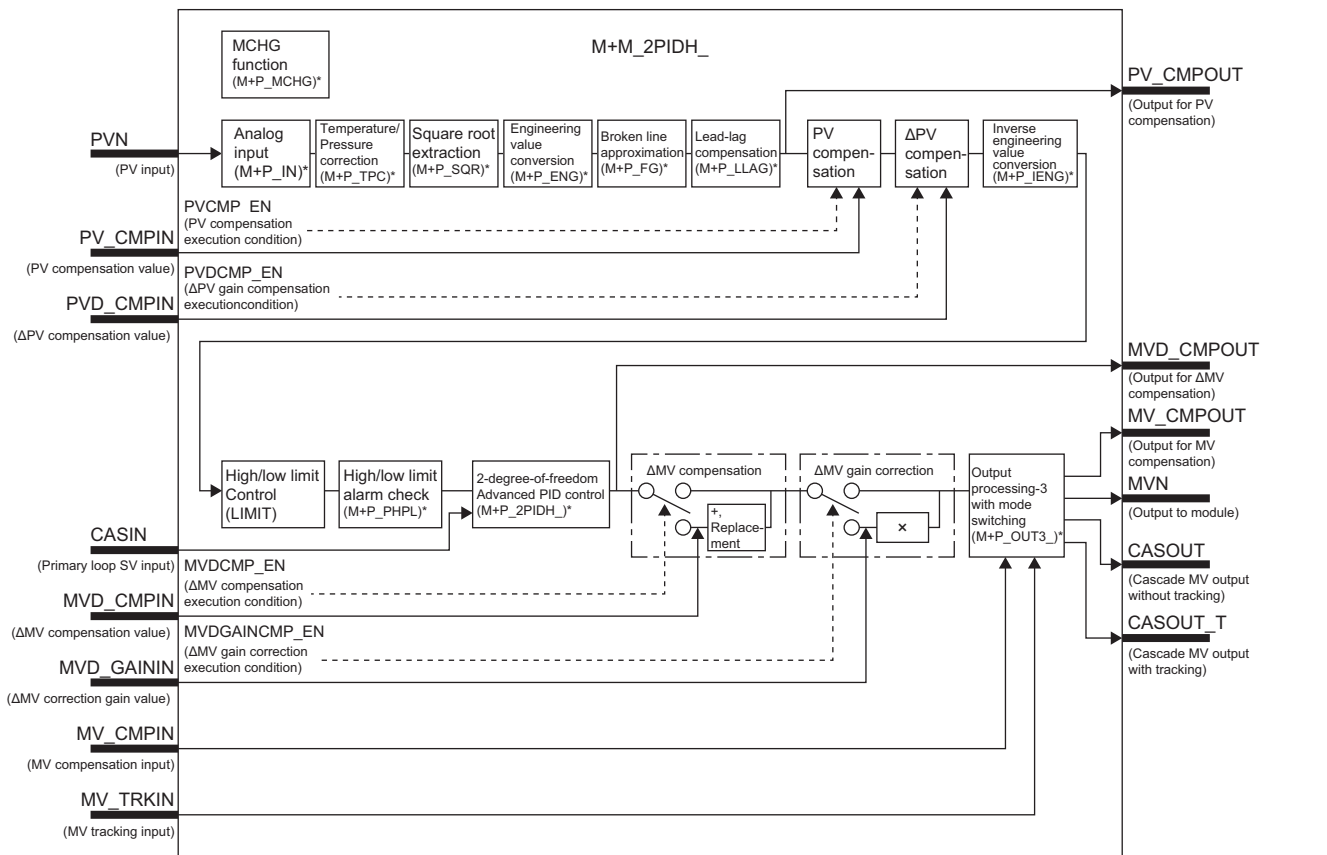 M+M_2PIDH_
MCHG
function
(M+P_MCHG)*
PVN
(PV input)
Analog
input
(M+P_IN)*
Temperature/
Pressure
correction
(M+P_TPC)*
Square root
extraction
(M+P_SQR)*
Engineering
value
conversion
(M+P_ENG)*
Broken line
approximation
(M+P_FG)*
Lead-lag
compensation
(M+P_LLAG)*
PV
compen-
sation
ΔPV
compen-
sation
Inverse
engineering
value
conversion
(M+P_IENG)*
PV_CMPOUT
(Output for PV
compensation)
PVCMP_EN
(PV compensation
execution condition)
PV_CMPIN
(PV compensation value)
PVDCMP_EN
(ΔPV gain compensation
executioncondition)
PVD_CMPIN
(ΔPV compensation value)
MVD_CMPOUT
(Output for ΔMV
compensation)
MV_CMPOUT
(Output for MV
compensation)
MVN
(Output to module)
CASOUT
(Cascade MV output
without tracking)
CASOUT_T
(Cascade MV output
with tracking)
High/low limit
Control
(LIMIT)
High/low limit
alarm check
(M+P_PHPL)*
2-degree-of-freedom
Advanced PID control
(M+P_2PIDH_)*
ΔMV compensation
+,
Replace-
ment
ΔMV gain correction
×
Output
processing-3
with mode
switching
(M+P_OUT3_)*
CASIN
(Primary loop SV input)
MVDCMP_EN
(ΔMV compensation
execution condition)
MVD_CMPIN
(ΔMV compensation value)
MVDGAINCMP_EN
(ΔMV gain correction
execution condition)
MVD_GAININ
(ΔMV correction gain value)
MV_CMPIN
(MV compensation input)
MV_TRKIN
(MV tracking input)